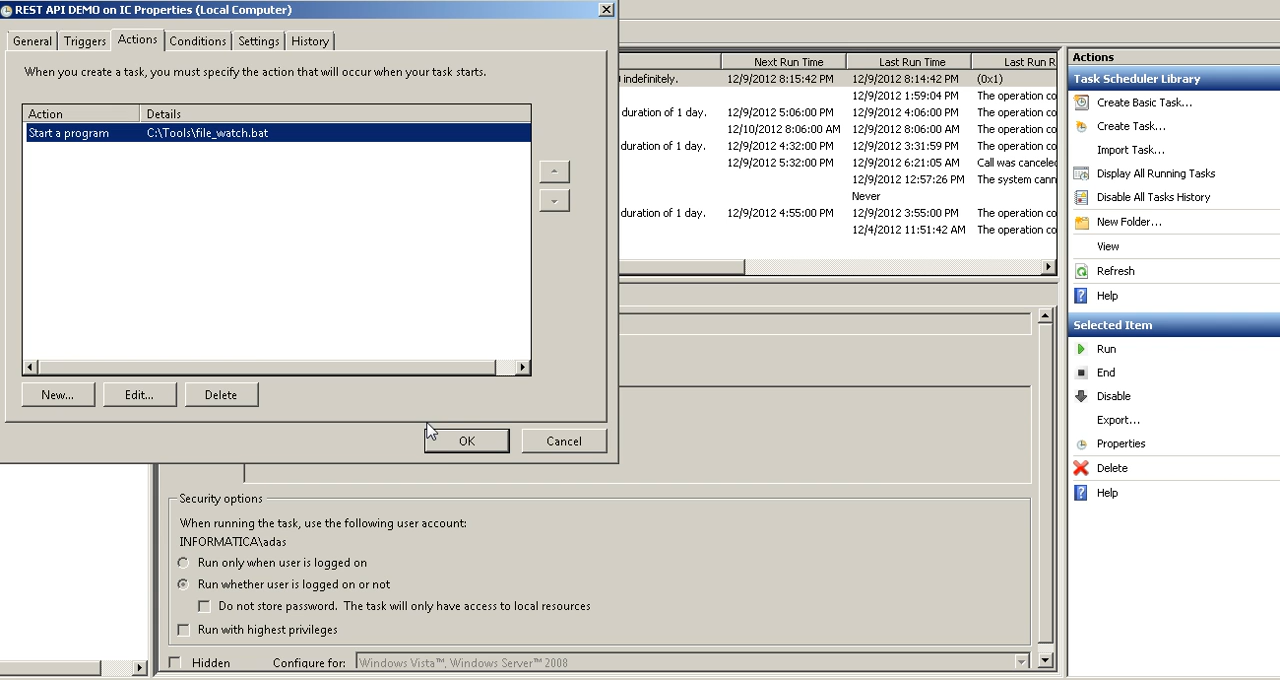 REST API DEMO on IC Properties (Local Computer)
General Triggers Actions Conditions Settings History
When you create a task, you must specify the action that will occur when your task starts.
Action Details
Start a program C:\Tools\file_watch.bat
New... Edit... Delete
OK Cancel
Next Run Time Last Run Time Last Run R
indefinitely. 12/9/2012 8:15:42 PM 12/9/2012 8:14:42 PM (0x1)
12/9/2012 1:59:04 PM The operation co
duration of 1 day. 12/9/2012 5:06:00 PM 12/9/2012 4:06:00 PM The operation co
12/10/2012 8:06:00 AM 12/9/2012 8:06:00 AM The operation co
duration of 1 day. 12/9/2012 4:32:00 PM 12/9/2012 3:31:59 PM The operation co
12/9/2012 5:32:00 PM 12/9/2012 6:21:05 AM Call was canceled
12/9/2012 12:57:26 PM The system cann
Never
duration of 1 day. 12/9/2012 4:55:00 PM 12/9/2012 3:55:00 PM The operation co
12/4/2012 11:51:42 AM The operation co
Security options
When running the task, use the following user account:
INFORMATICA\adas
Run only when user is logged on
Run whether user is logged on or not
Do not store password. The task will only have access to local resources
Run with highest privileges
Hidden Configure for: Windows Vista™, Windows Server™ 2008
Actions
Task Scheduler Library
Create Basic Task...
Create Task...
Import Task...
Display All Running Tasks
Disable All Tasks History
New Folder...
View
Refresh
Help
Selected Item
Run
End
Disable
Export...
Properties
Delete
Help